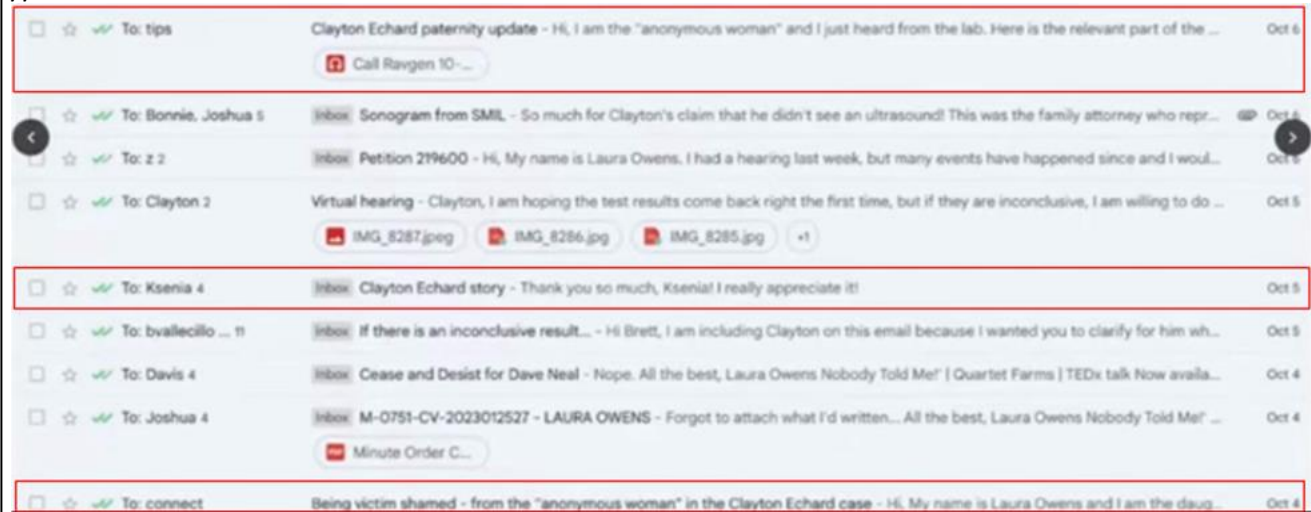 To: tips Clayton Echard paternity update - Hi, I am the "anonymous woman" and I just heard from the lab. Here is the relevant part of the ... Oct 6
Call Ravgen 10-...
To: Bonnie, Joshua 5 Inbox Sonogram from SMIL - So much for Clayton's claim that he didn't see an ultrasound! This was the family attorney who repr... Oct 6
To: z 2 Inbox Petition 219600 - Hi, My name is Laura Owens. I had a hearing last week, but many events have happened since and I woul... Oct 6
To: Clayton 2 Virtual hearing - Clayton, I am hoping the test results come back right the first time, but if they are inconclusive, I am willing to do ... Oct 5
IMG_8287.jpeg IMG_8286.jpg IMG_8285.jpg +1
To: Ksenia 4 Inbox Clayton Echard story - Thank you so much, Ksenia! I really appreciate it! Oct 5
To: bvallecillo ... 11 Inbox If there is an inconclusive result... - Hi Brett, I am including Clayton on this email because I wanted you to clarify for him wh... Oct 5
To: Davis 4 Inbox Cease and Desist for Dave Neal - Nope. All the best, Laura Owens Nobody Told Me!' | Quartet Farms | TEDx talk Now availa... Oct 4
To: Joshua 4 Inbox M-0751-CV-2023012527 - LAURA OWENS - Forgot to attach what I'd written... All the best, Laura Owens Nobody Told Me!' ... Oct 4
Minute Order C...
To: connect Being victim shamed - from the "anonymous woman" in the Clayton Echard case - Hi, My name is Laura Owens and I am the daug... Oct 4